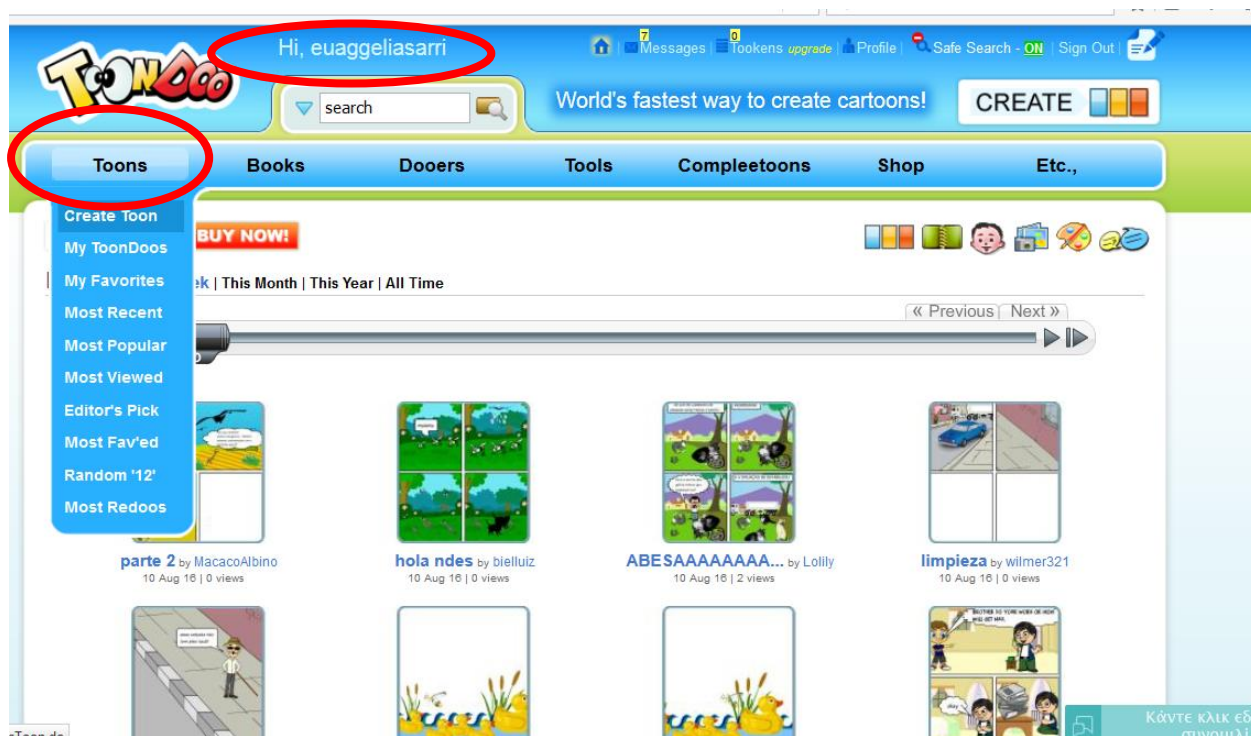 ToonDoo
Hi, euaggeliasarri
7 0
Messages | Tookens upgrade | Profile | Safe Search - ON | Sign Out |
search
World's fastest way to create cartoons!
CREATE
Toons Books Dooers Tools Compleetoons Shop Etc.,
Create Toon
My ToonDoos
My Favorites
Most Recent
Most Popular
Most Viewed
Editor's Pick
Most Fav'ed
Random '12'
Most Redoos
BUY NOW!
| This Month | This Year | All Time
« Previous Next »
parte 2 by MacacoAlbino
10 Aug 16 | 0 views
hola ndes by bielluiz
10 Aug 16 | 0 views
ABESAAAAAAAA... by Lolily
10 Aug 16 | 2 views
limpieza by wilmer321
10 Aug 16 | 0 views
Κάντε κλικ